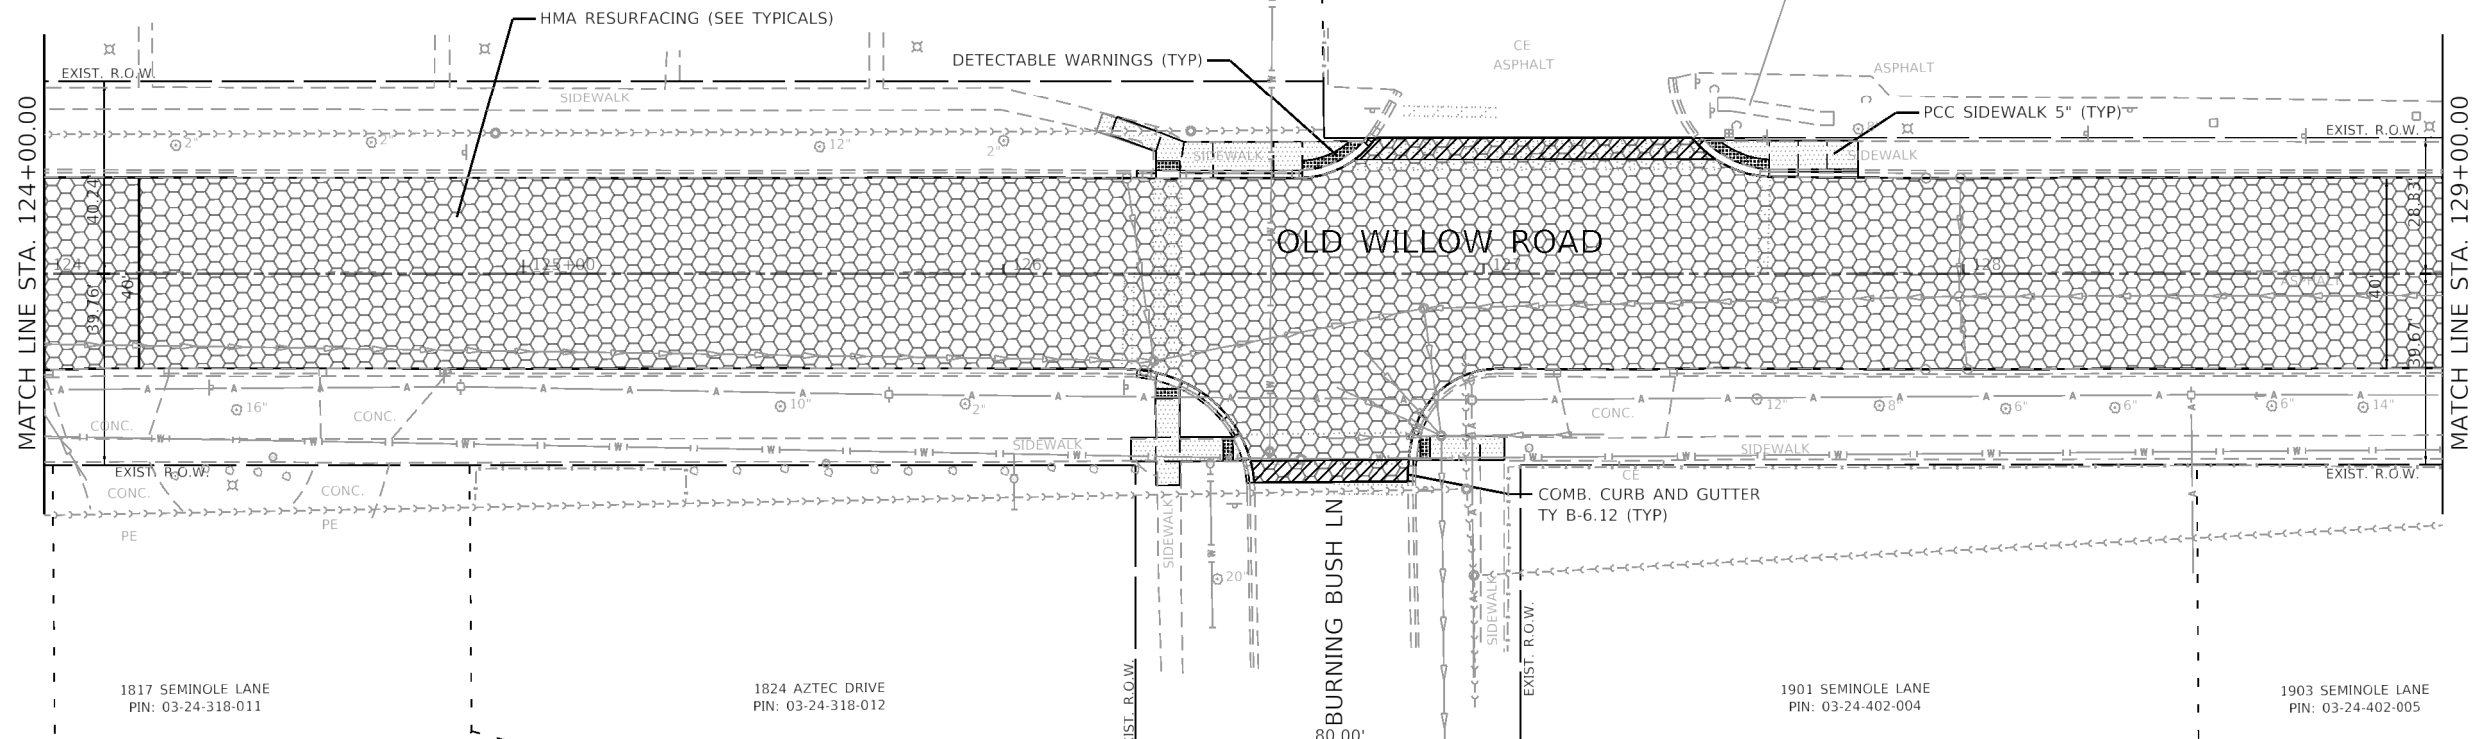 HMA RESURFACING (SEE TYPICALS)
DETECTABLE WARNINGS (TYP)
CE
ASPHALT
ASPHALT
EXIST. R.O.W.
SIDEWALK
PCC SIDEWALK 5" (TYP)
EXIST. R.O.W.
2"
2"
12"
2"
SIDEWALK
SIDEWALK
MATCH LINE STA. 124+00.00
MATCH LINE STA. 129+00.00
40.24'
28.33'
OLD WILLOW ROAD
124
125+00
126
127
128
ASPHALT
39.76'
40'
40'
39.67'
A A A A A A A A A A A A A A A
16"
10"
2"
12"
8"
6"
6"
6"
14"
CONC.
CONC.
CONC.
W W W W W W W W W W W W W
SIDEWALK
SIDEWALK
EXIST. R.O.W.
CE
EXIST. R.O.W.
CONC.
CONC.
PE
PE
COMB. CURB AND GUTTER
TY B-6.12 (TYP)
SIDEWALK
20"
BURNING BUSH LN
SIDEWALK
EXIST. R.O.W.
1817 SEMINOLE LANE
PIN: 03-24-318-011
1824 AZTEC DRIVE
PIN: 03-24-318-012
1901 SEMINOLE LANE
PIN: 03-24-402-004
1903 SEMINOLE LANE
PIN: 03-24-402-005
80.00'